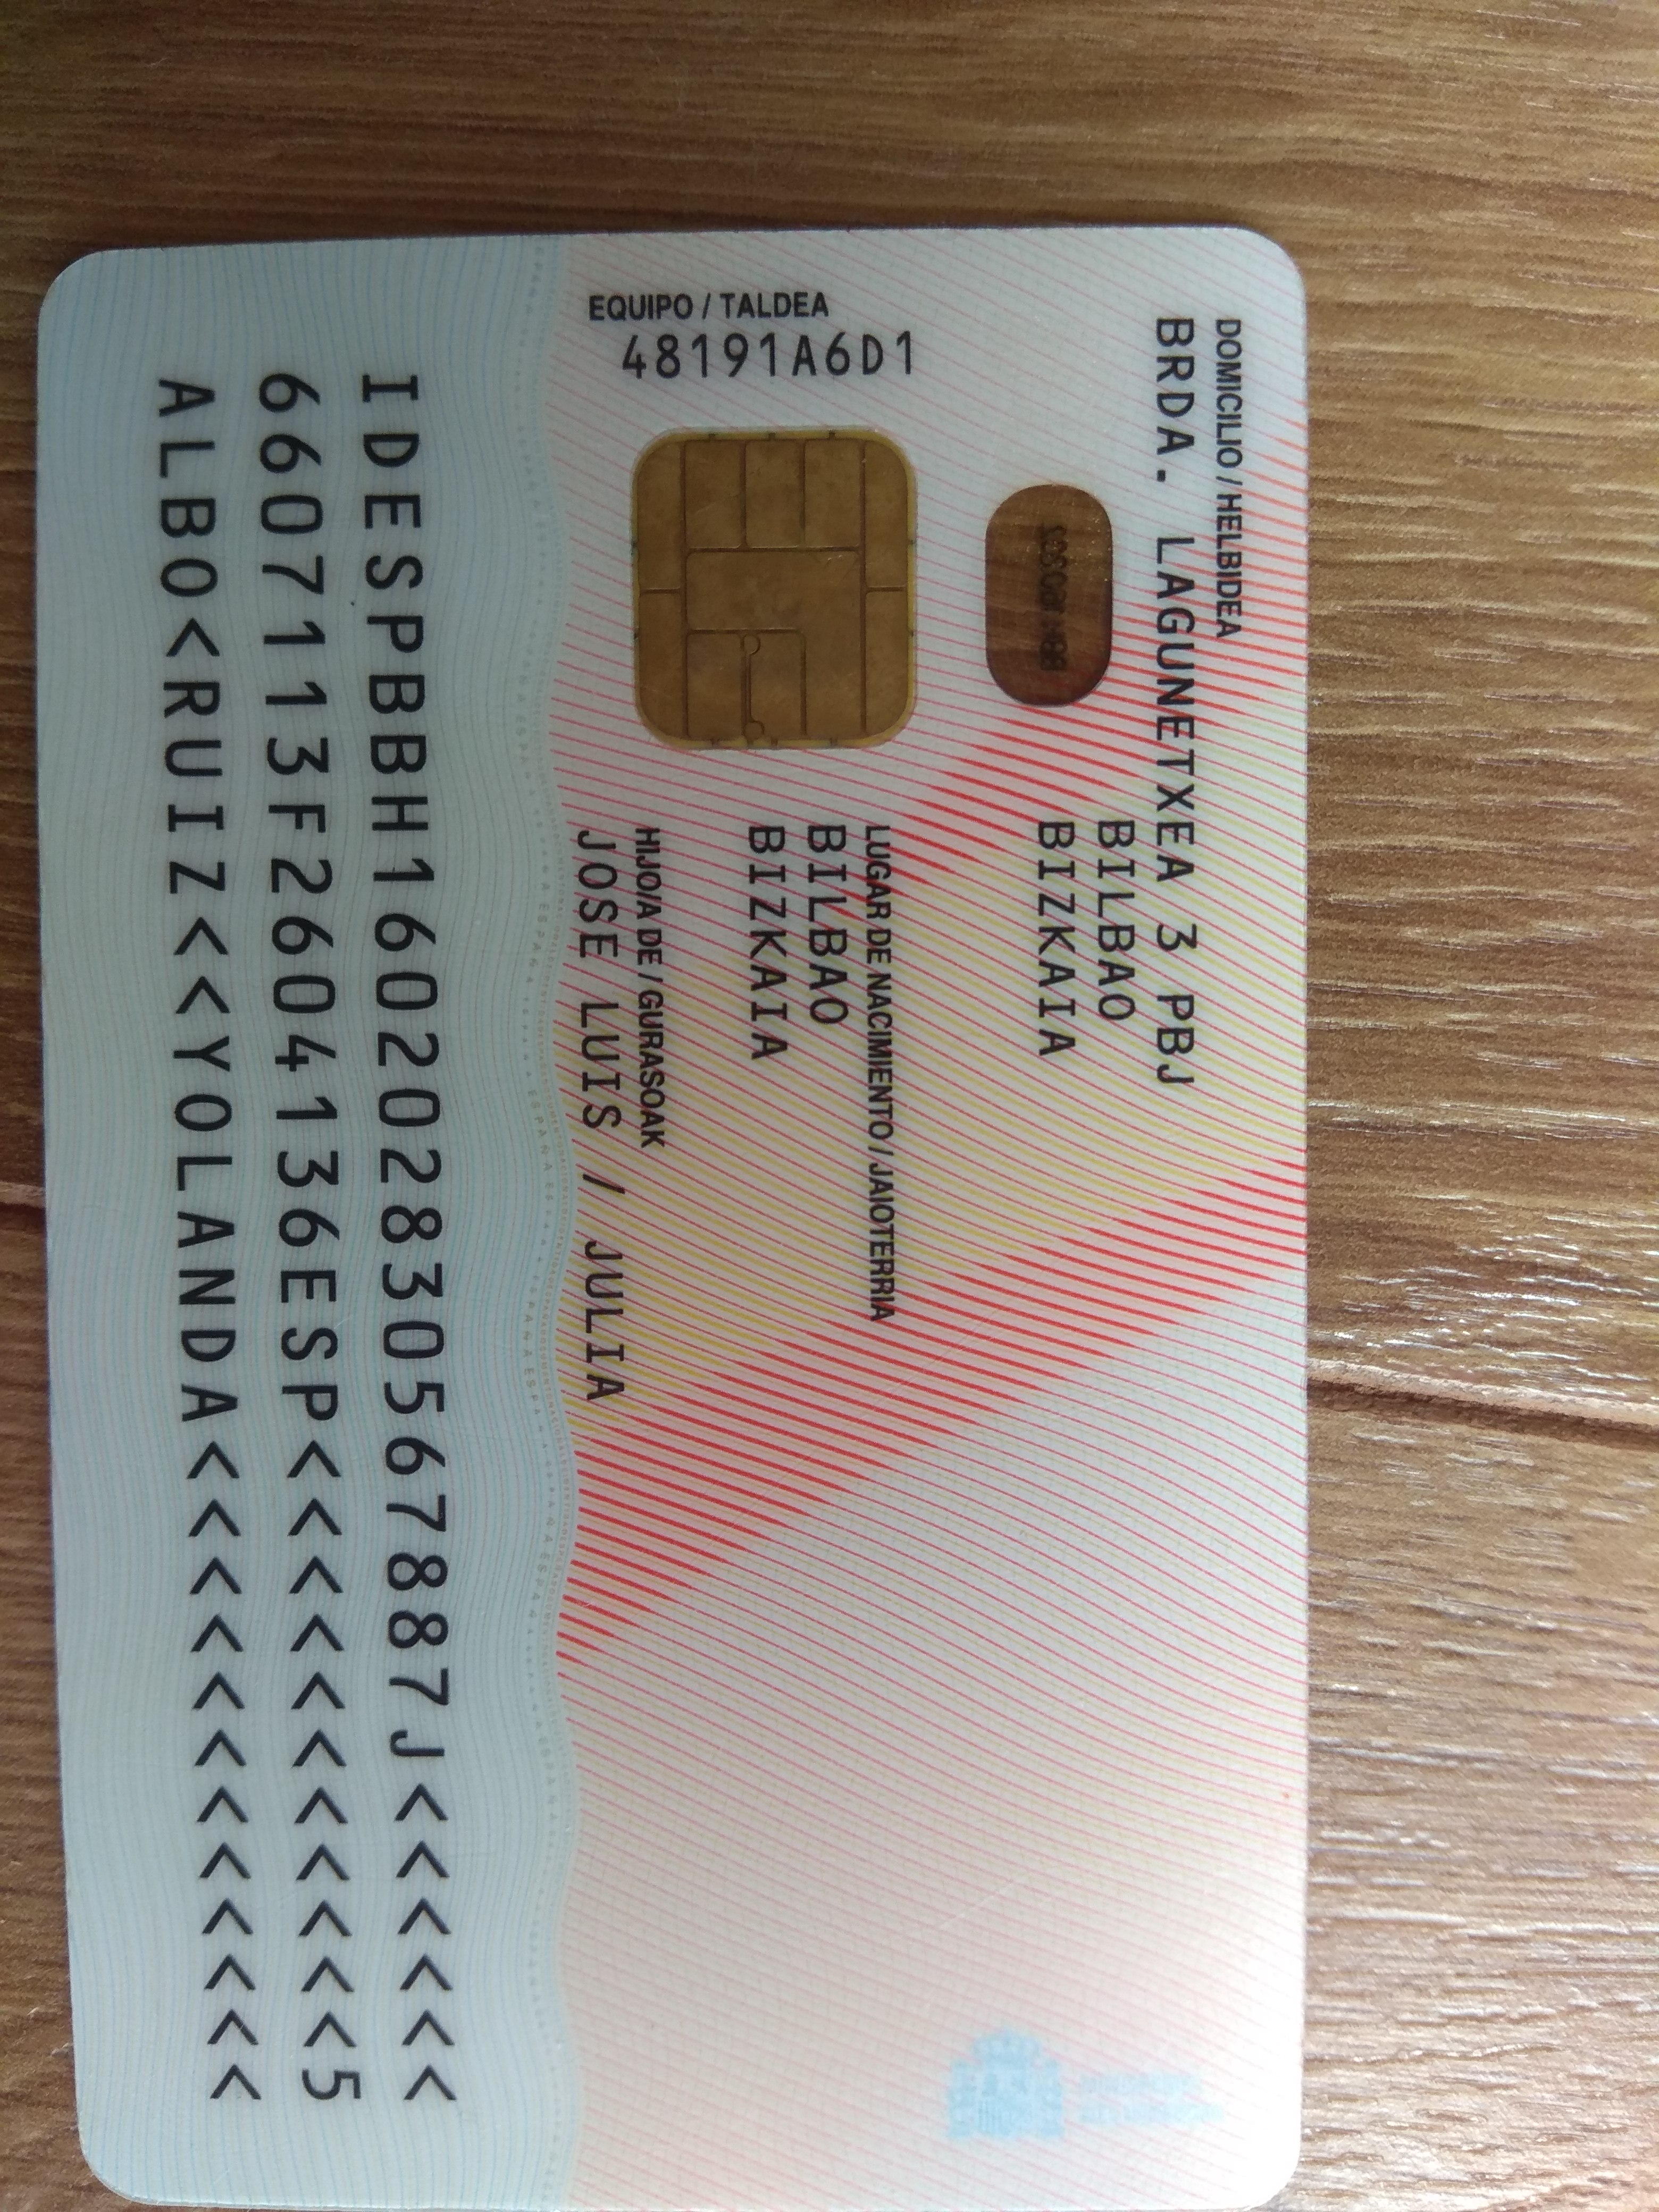 DOMICILIO / HELBIDEA
BRDA. LAGUNETXEA 3 PBJ
BILBAO
BIZKAIA
LUGAR DE NACIMIENTO / JAIOTERRIA
BILBAO
BIZKAIA
HIJO/A DE / GURASOAK
JOSE LUIS / JULIA
EQUIPO / TALDEA
48191A6D1
IDESPBBH160202830567887J<<<<<<
6607113F2604136ESP<<<<<<<<<<<5
ALBO<RUIZ<<YOLANDA<<<<<<<<<<<<